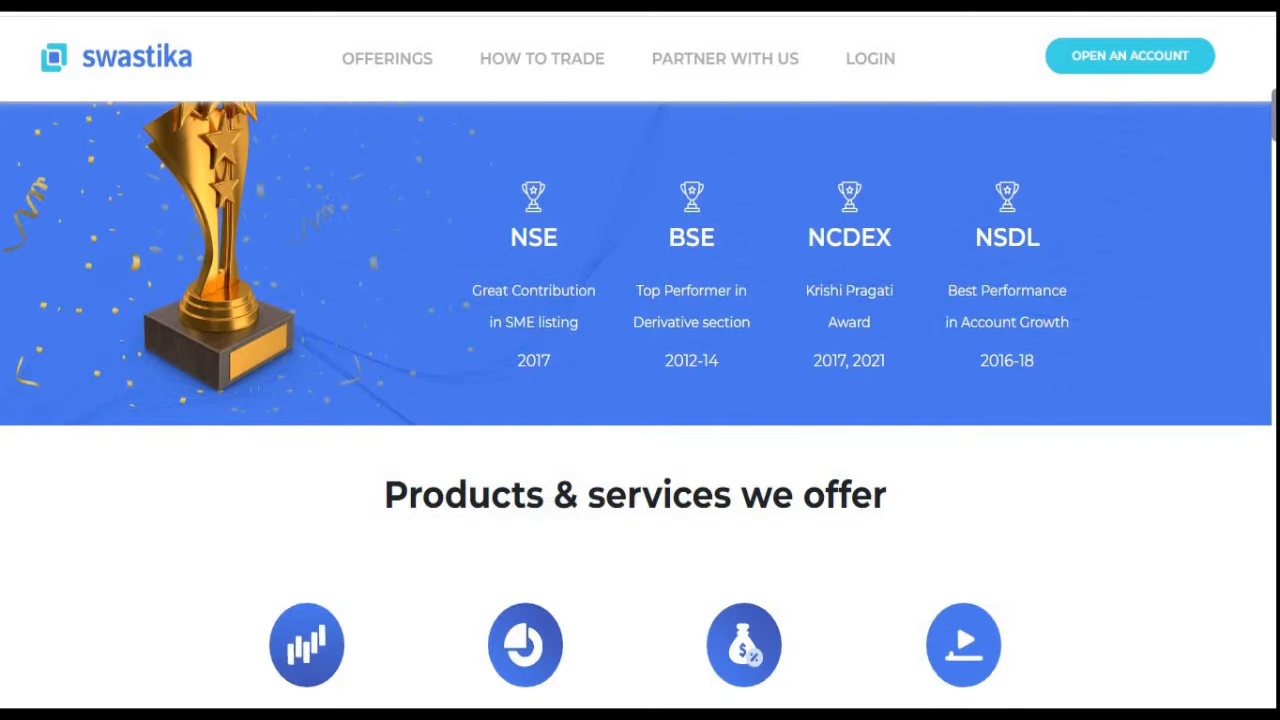 swastika
OFFERINGS
HOW TO TRADE
PARTNER WITH US
LOGIN
OPEN AN ACCOUNT
NSE
Great Contribution
in SME listing
2017
BSE
Top Performer in
Derivative section
2012-14
NCDEX
Krishi Pragati
Award
2017, 2021
NSDL
Best Performance
in Account Growth
2016-18
Products & services we offer
$
%